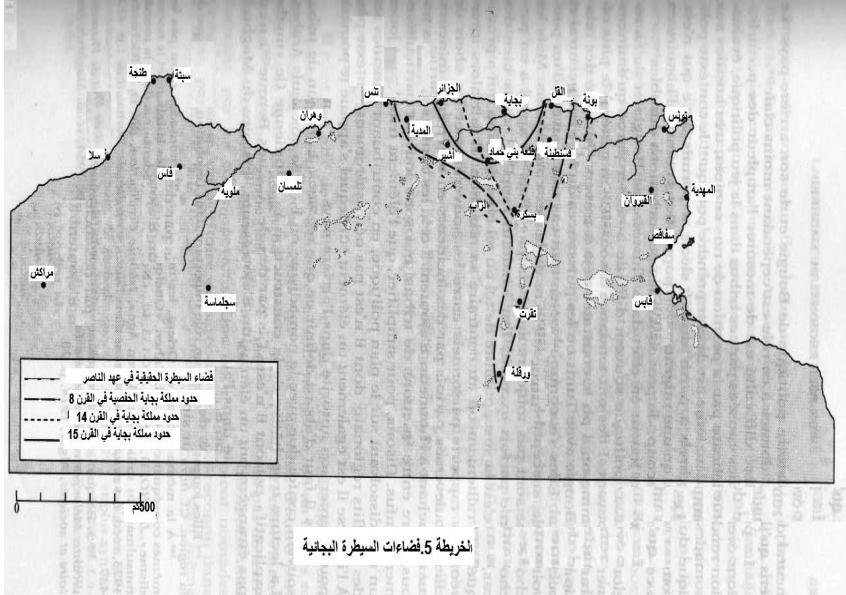 طنجة
سبتة
سلا
فاس
ملوية
تلمسان
وهران
مراكش
سجلماسة
تنس
الجزائر
المدية
أشير
بجاية
القل
بونة
قلعة بني حماد
قسنطينة
الزاب
بسكرة
تقرت
ورقلة
تونس
القيروان
المهدية
سفاقص
قابس
فضاء السيطرة الحقيقية في عهد الناصر
حدود مملكة بجاية الحفصية في القرن 8
حدود مملكة بجاية في القرن 14
حدود مملكة بجاية في القرن 15
0 500كم
الخريطة 5.فضاءات السيطرة البجائية